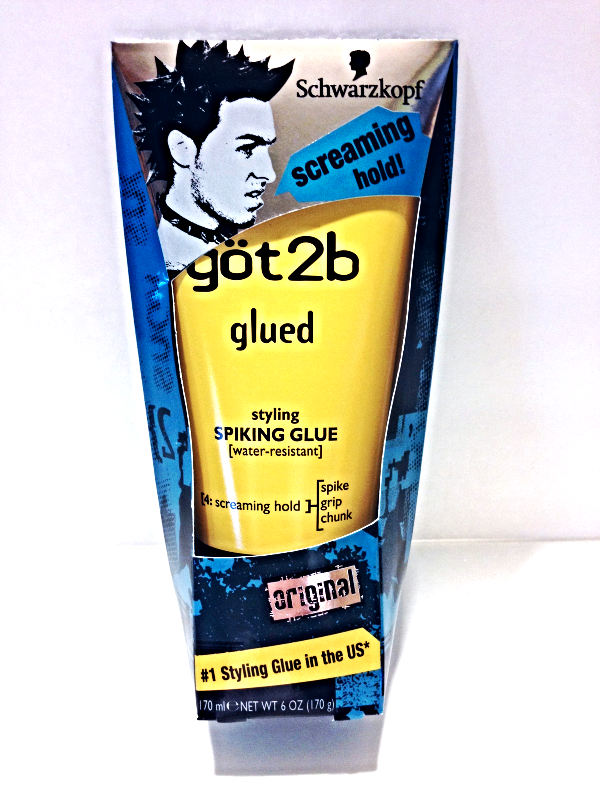 Schwarzkopf
screaming
hold!
göt2b
glued
styling
SPIKING GLUE
[water-resistant]
[4: screaming hold ]
spike
grip
chunk
original
#1 Styling Glue in the US*
170 ml ℮ NET WT 6 OZ (170 g)